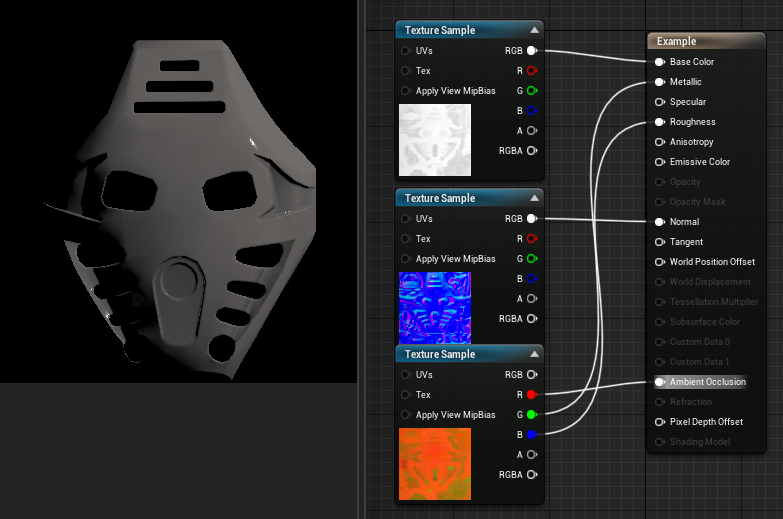 Texture Sample
UVs RGB
Tex R
Apply View MipBias G
B
A
RGBA
Texture Sample
UVs RGB
Tex R
Apply View MipBias G
B
A
RGBA
Texture Sample
UVs RGB
Tex R
Apply View MipBias G
B
A
RGBA
Example
Base Color
Metallic
Specular
Roughness
Anisotropy
Emissive Color
Opacity
Opacity Mask
Normal
Tangent
World Position Offset
World Displacement
Tessellation Multiplier
Subsurface Color
Custom Data 0
Custom Data 1
Ambient Occlusion
Refraction
Pixel Depth Offset
Shading Model